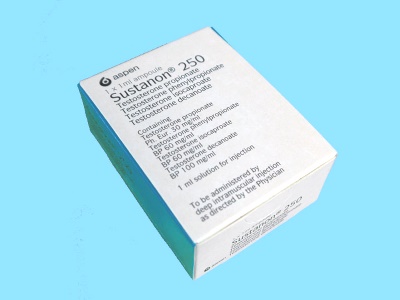 aspen
1 x 1ml ampoule
Sustanon® 250
Testosterone propionate
Testosterone phenylpropionate
Testosterone isocaproate
Testosterone decanoate
Containing:
Testosterone propionate
Ph. Eur 30 mg/ml
Testosterone phenylpropionate
BP 60 mg/ml
Testosterone isocaproate
BP 60 mg/ml
Testosterone decanoate
BP 100 mg/ml
1 ml solution for injection
To be administered by
deep intramuscular injection
as directed by the Physician
aspen
Sustanon® 250